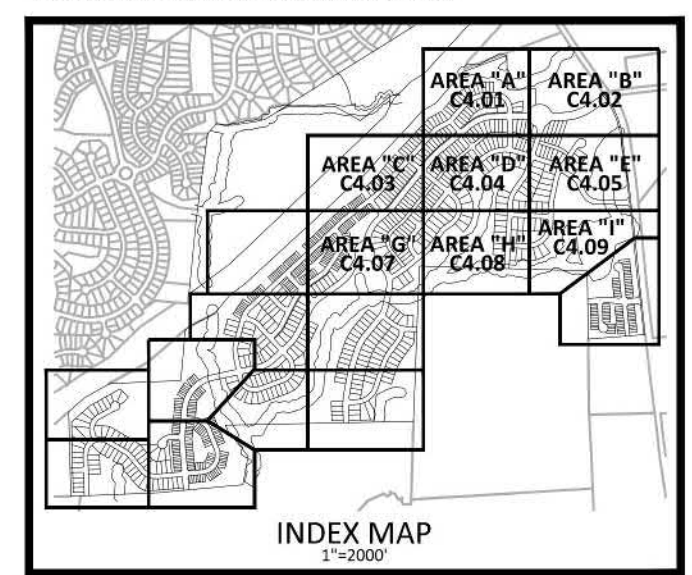 AREA "A"
C4.01
AREA "B"
C4.02
AREA "C"
C4.03
AREA "D"
C4.04
AREA "E"
C4.05
AREA "G"
C4.07
AREA "H"
C4.08
AREA "I"
C4.09
INDEX MAP
1"=2000'